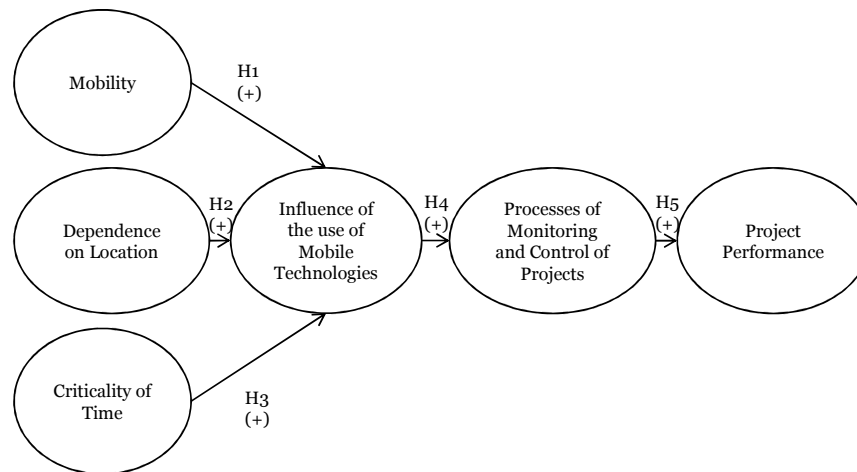 Mobility
H1
(+)
Dependence
on Location
H2
(+)
Influence of
the use of
Mobile
Technologies
H4
(+)
Processes of
Monitoring
and Control of
Projects
H5
(+)
Project
Performance
Criticality of
Time
H3
(+)